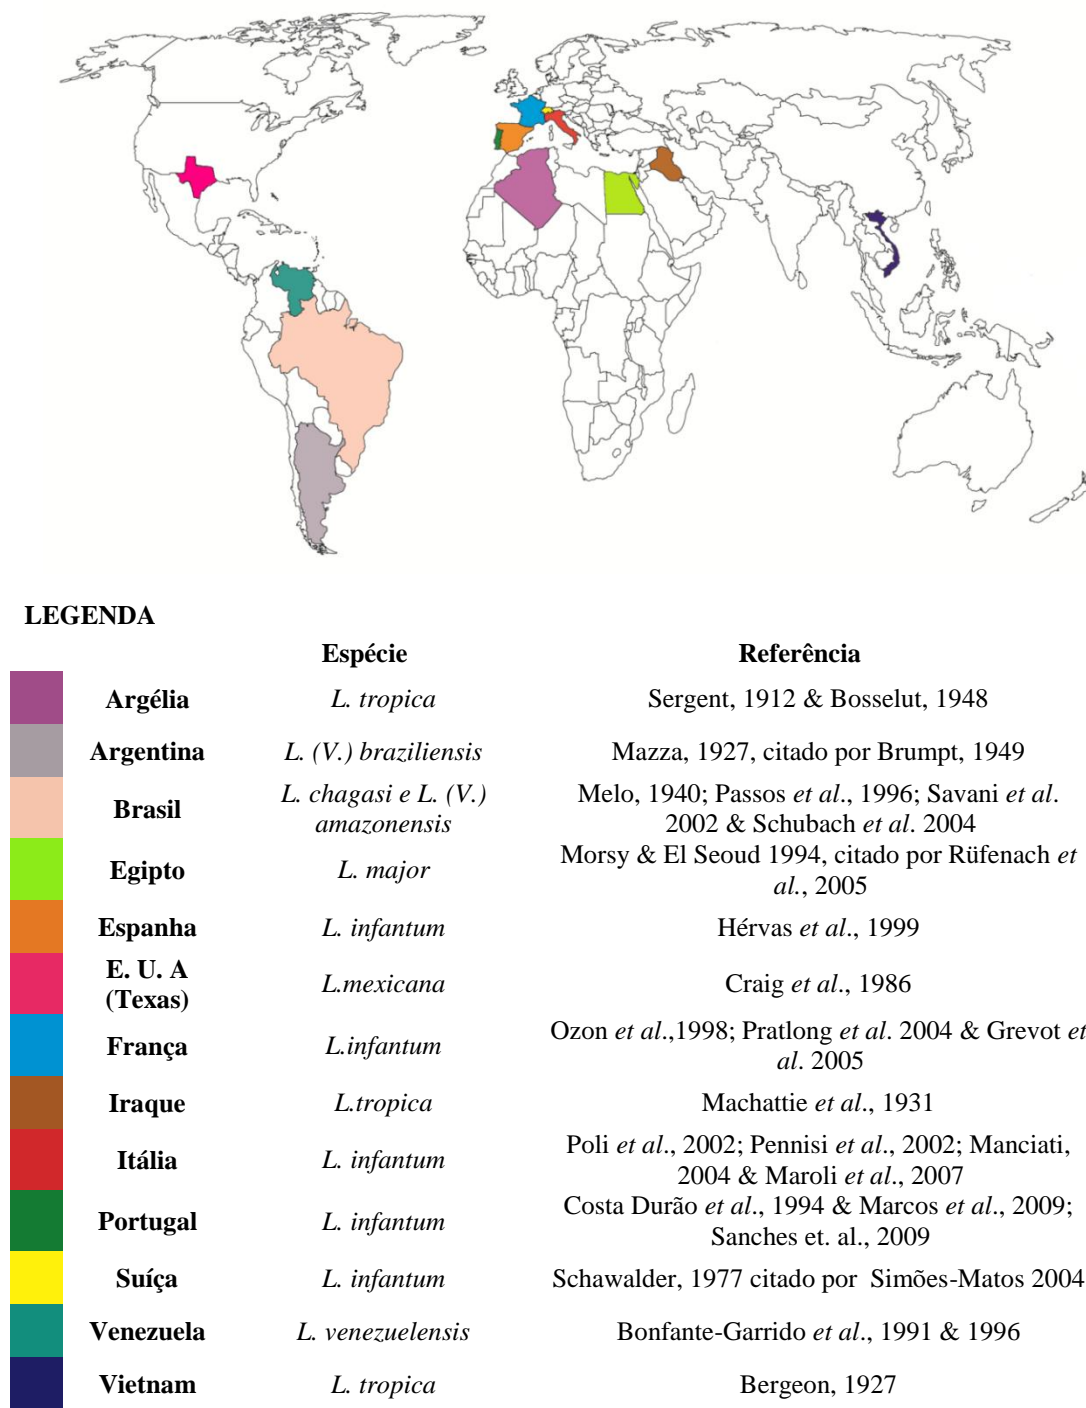 LEGENDA
Espécie Referência
Argélia L. tropica Sergent, 1912 & Bosselut, 1948
Argentina L. (V.) braziliensis Mazza, 1927, citado por Brumpt, 1949
Brasil L. chagasi e L. (V.) amazonensis Melo, 1940; Passos et al., 1996; Savani et al. 2002 & Schubach et al. 2004
Egipto L. major Morsy & El Seoud 1994, citado por Rüfenach et al., 2005
Espanha L. infantum Hérvas et al., 1999
E. U. A (Texas) L.mexicana Craig et al., 1986
França L.infantum Ozon et al.,1998; Pratlong et al. 2004 & Grevot et al. 2005
Iraque L.tropica Machattie et al., 1931
Itália L. infantum Poli et al., 2002; Pennisi et al., 2002; Manciati, 2004 & Maroli et al., 2007
Portugal L. infantum Costa Durão et al., 1994 & Marcos et al., 2009; Sanches et. al., 2009
Suíça L. infantum Schawalder, 1977 citado por Simões-Matos 2004
Venezuela L. venezuelensis Bonfante-Garrido et al., 1991 & 1996
Vietnam L. tropica Bergeon, 1927